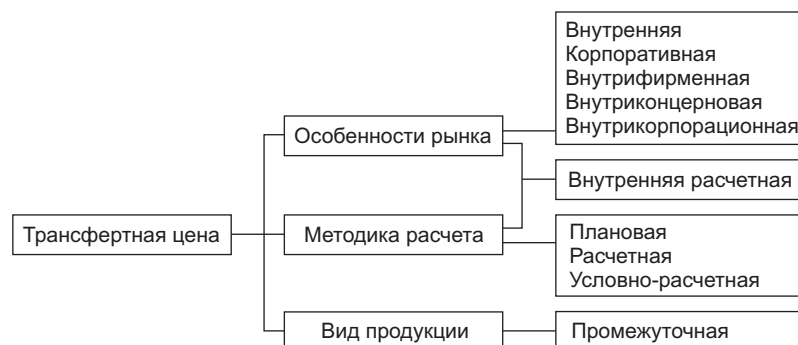 Внутренняя
Корпоративная
Внутрифирменная
Внутриконцерновая
Внутрикорпорационная
Особенности рынка
Внутренняя расчетная
Трансфертная цена
Методика расчета
Плановая
Расчетная
Условно-расчетная
Вид продукции
Промежуточная